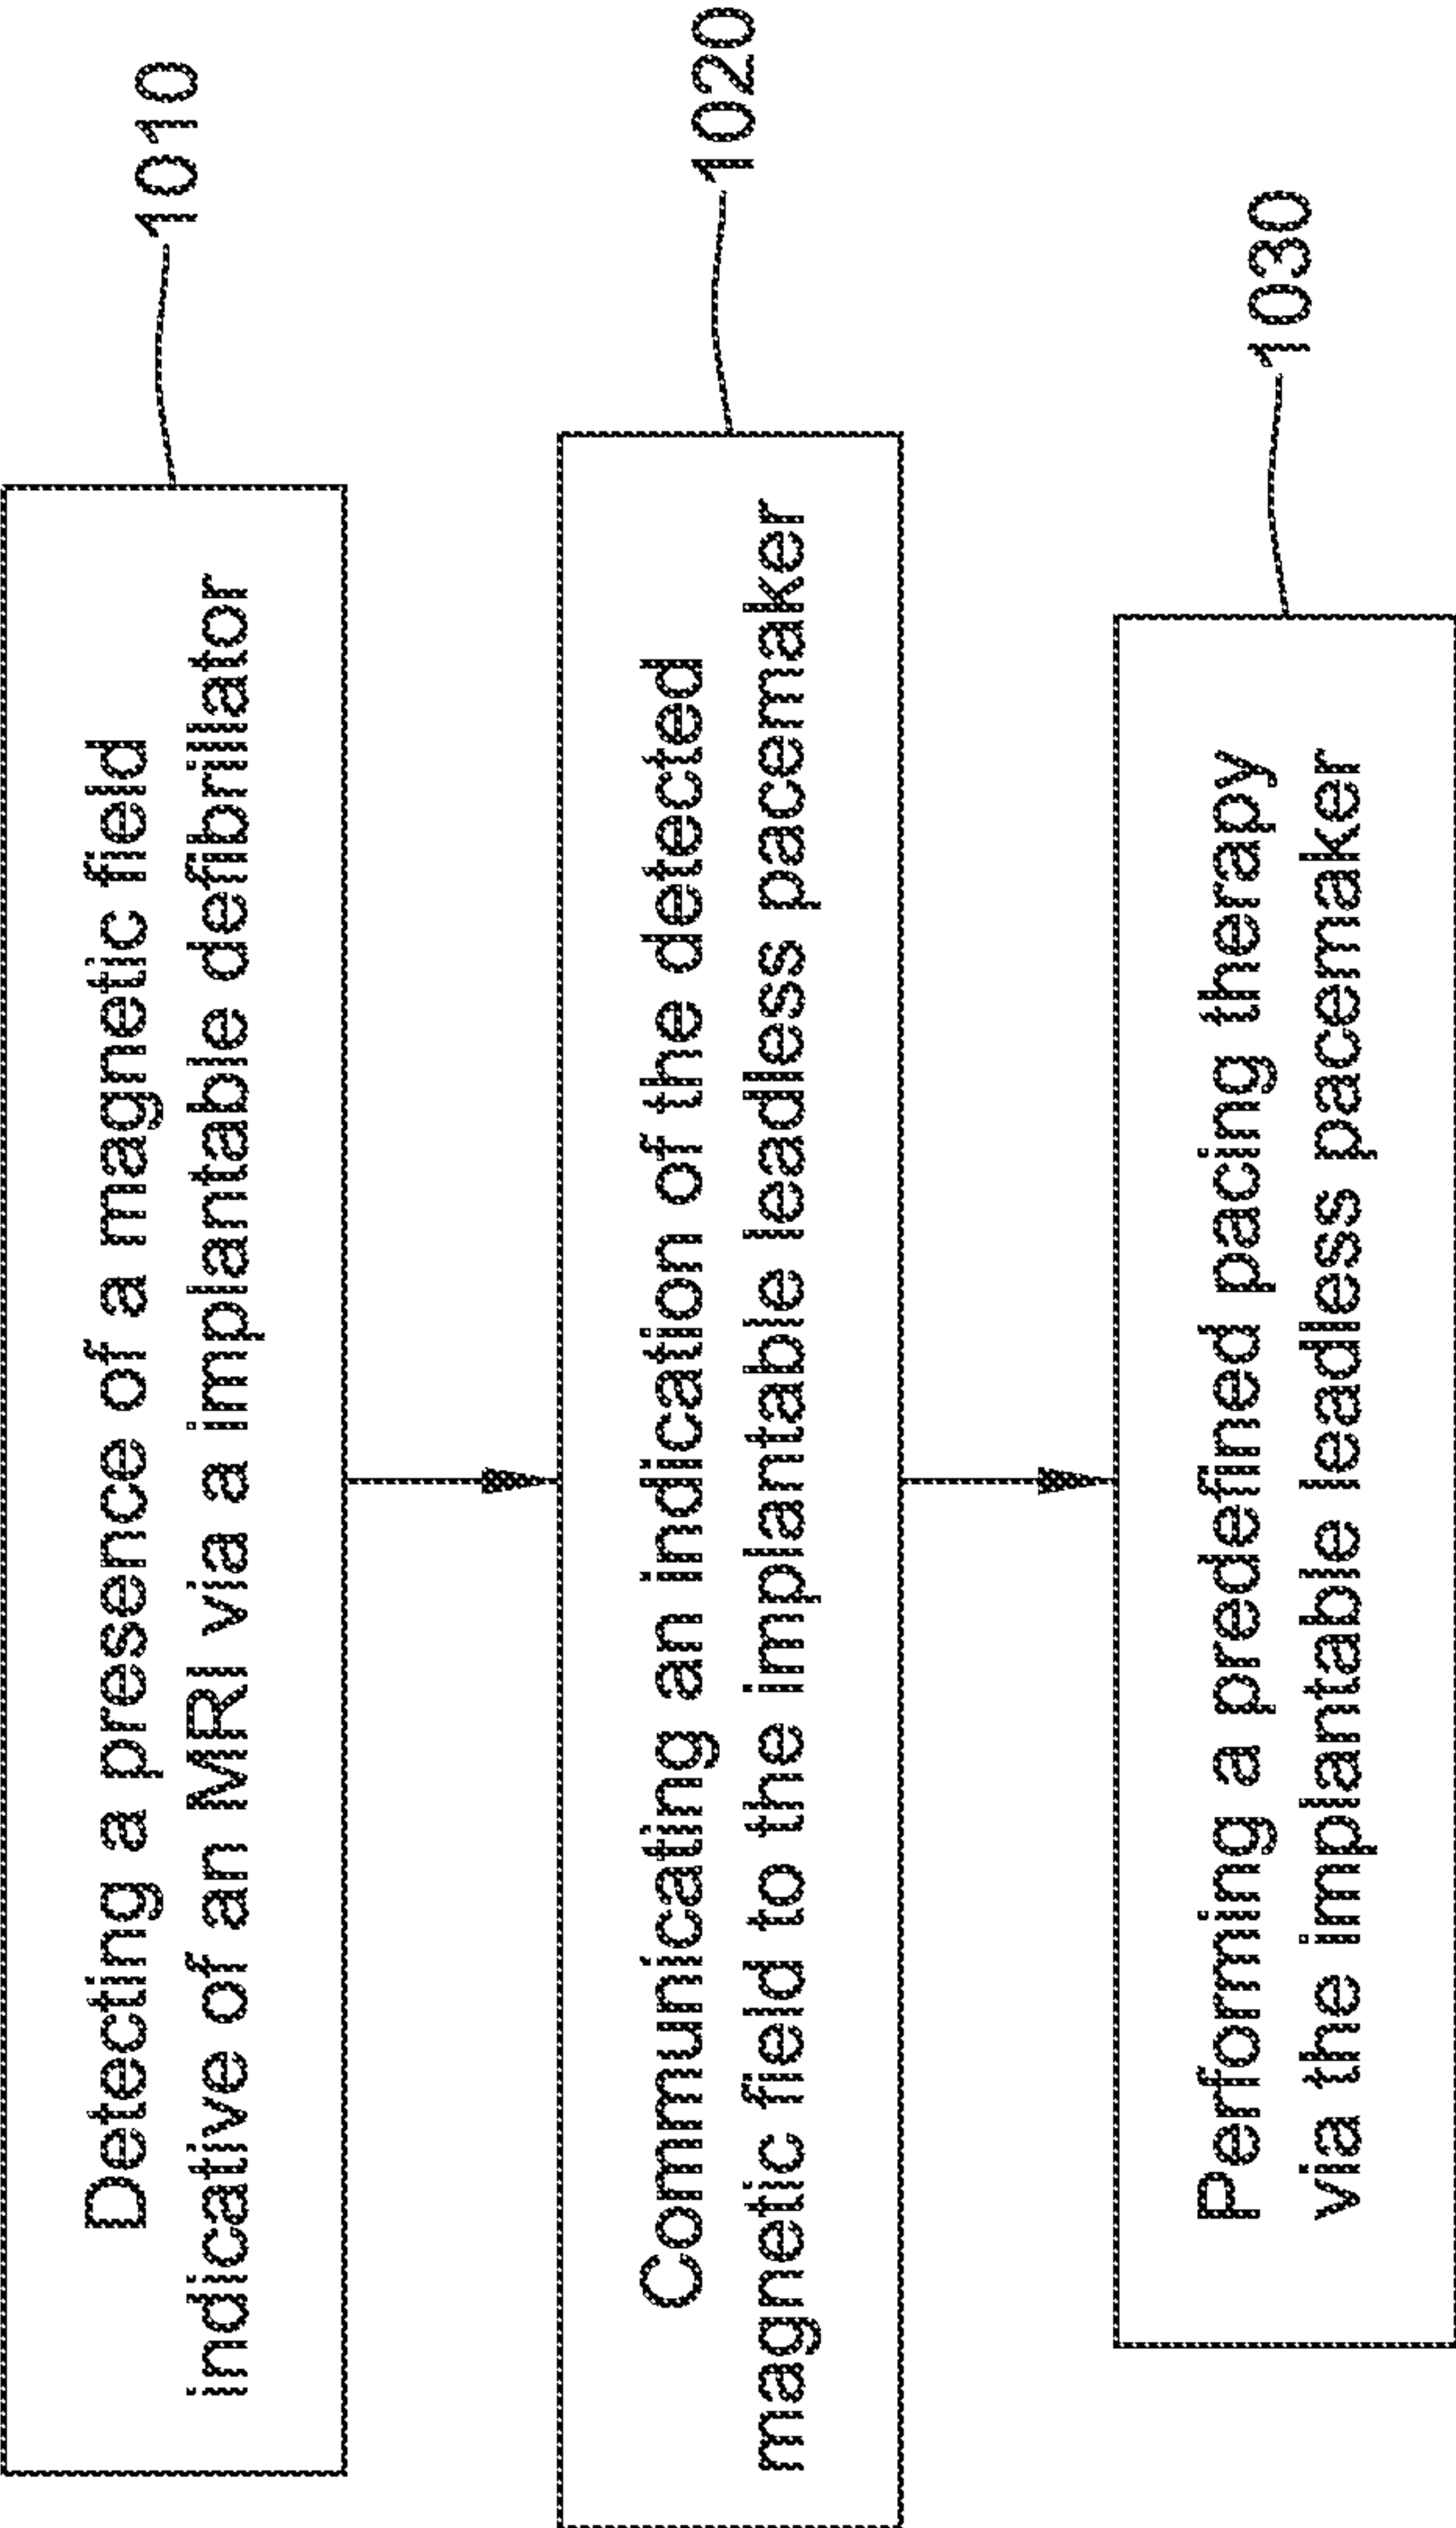 Detecting a presence of a magnetic field
indicative of an MRI via a implantable defibrillator
1010
Communicating an indication of the detected
magnetic field to the implantable leadless pacemaker
1020
Performing a predefined pacing therapy
via the implantable leadless pacemaker
1030